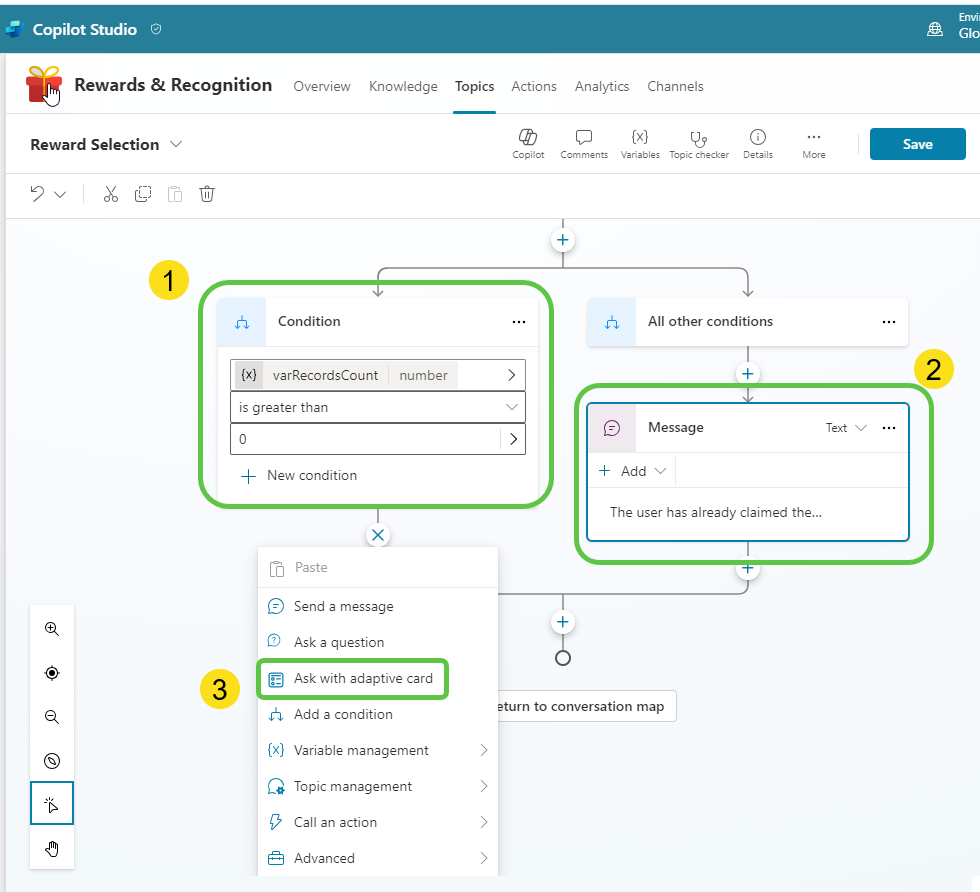 Copilot Studio
Envi
Glo
Rewards & Recognition
Overview
Knowledge
Topics
Actions
Analytics
Channels
Reward Selection
Copilot
Comments
{x}
Variables
Topic checker
Details
More
Save
1
Condition
All other conditions
{x} varRecordsCount number
is greater than
0
New condition
2
Message
Text
Add
The user has already claimed the...
Paste
Send a message
Ask a question
3
Ask with adaptive card
Add a condition
{x} Variable management
Topic management
Call an action
Advanced
eturn to conversation map